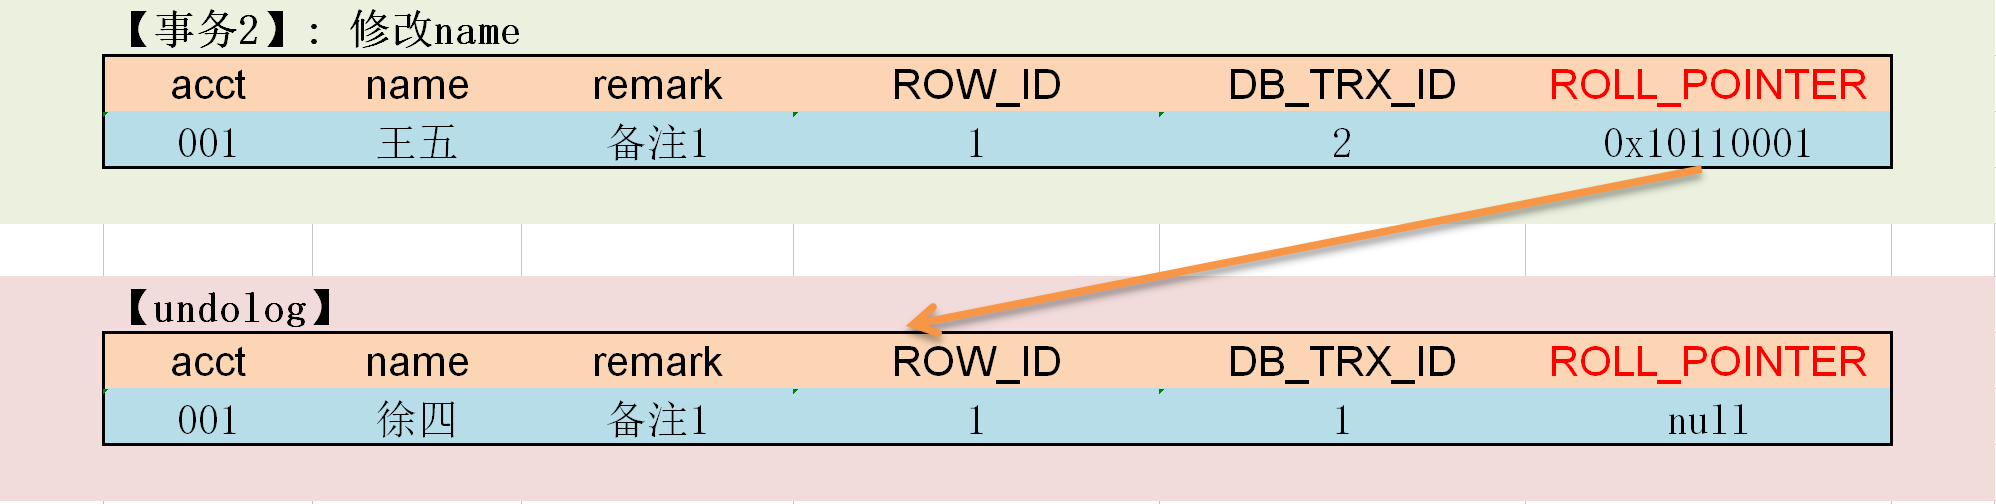 【事务2】: 修改name
acct name remark ROW_ID DB_TRX_ID ROLL_POINTER
001 王五 备注1 1 2 0x10110001
【undolog】
acct name remark ROW_ID DB_TRX_ID ROLL_POINTER
001 徐四 备注1 1 1 null